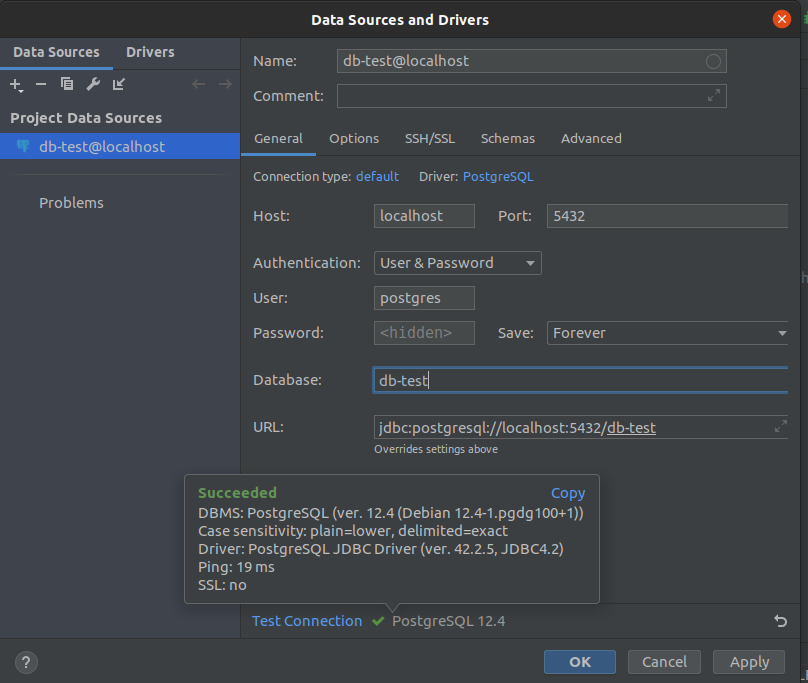 Data Sources and Drivers
Data Sources
Drivers
Project Data Sources
db-test@localhost
Problems
Name: db-test@localhost
Comment:
General Options SSH/SSL Schemas Advanced
Connection type: default Driver: PostgreSQL
Host: localhost Port: 5432
Authentication: User & Password
User: postgres
Password: <hidden> Save: Forever
Database: db-test
URL: jdbc:postgresql://localhost:5432/db-test
Overrides settings above
Succeeded Copy
DBMS: PostgreSQL (ver. 12.4 (Debian 12.4-1.pgdg100+1))
Case sensitivity: plain=lower, delimited=exact
Driver: PostgreSQL JDBC Driver (ver. 42.2.5, JDBC4.2)
Ping: 19 ms
SSL: no
Test Connection PostgreSQL 12.4
? OK Cancel Apply